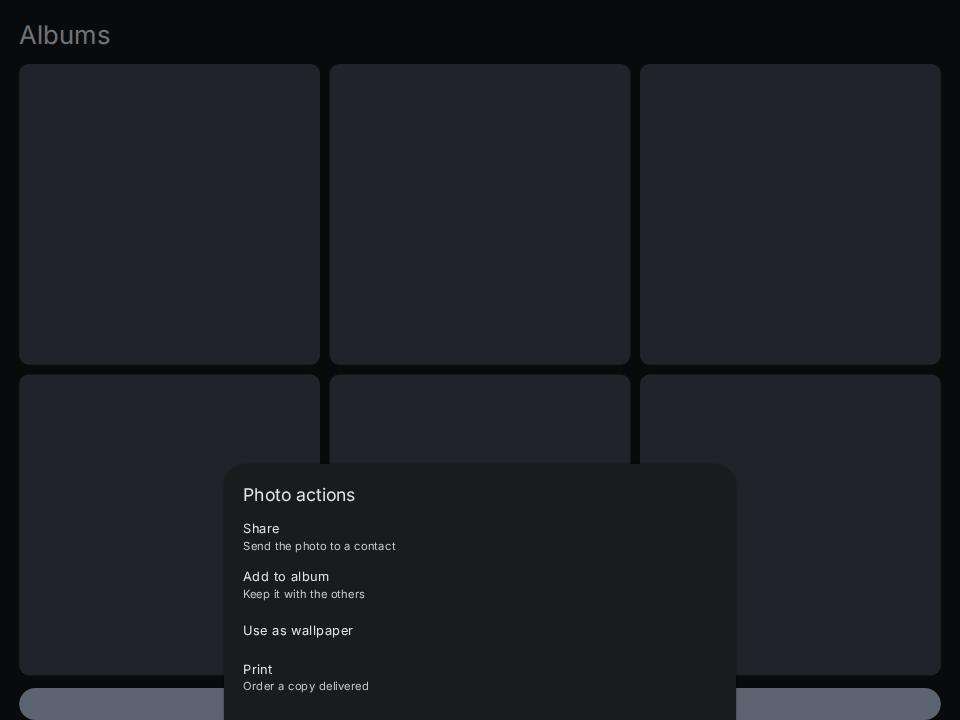 Albums
Photo actions
Share
Send the photo to a contact
Add to album
Keep it with the others
Use as wallpaper
Print
Order a copy delivered